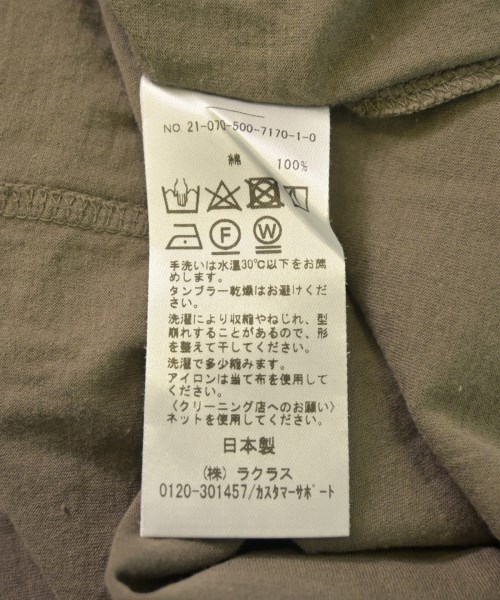 NO. 21-070-500-7170-1-0
綿 100%
F W
手洗いは水温30℃以下をお薦
めします。
タンブラー乾燥はお避けくだ
さい。
洗濯により収縮やねじれ、型
崩れすることがあるので、形
を整えて干してください。
洗濯で多少縮みます。
アイロンは当て布を使用して
ください。
〈クリーニング店へのお願い〉
ネットを使用してください。
日本製
(株) ラクラス
0120-301457/カスタマーサポート